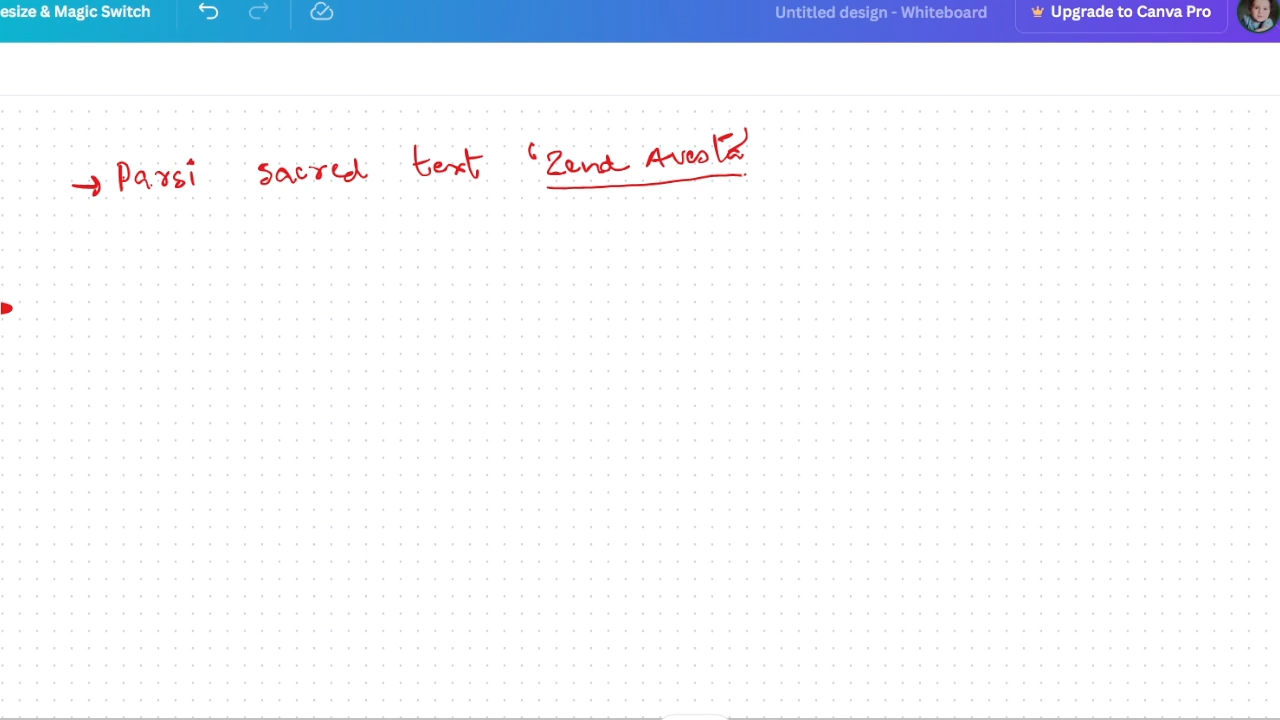 esize & Magic Switch
Untitled design - Whiteboard
Upgrade to Canva Pro
→ Parsi sacred text 'Zend Avesta'